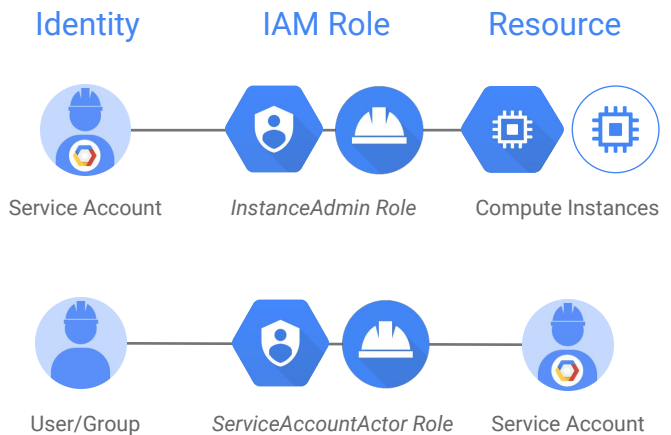 Identity
IAM Role
Resource
Service Account
InstanceAdmin Role
Compute Instances
User/Group
ServiceAccountActor Role
Service Account